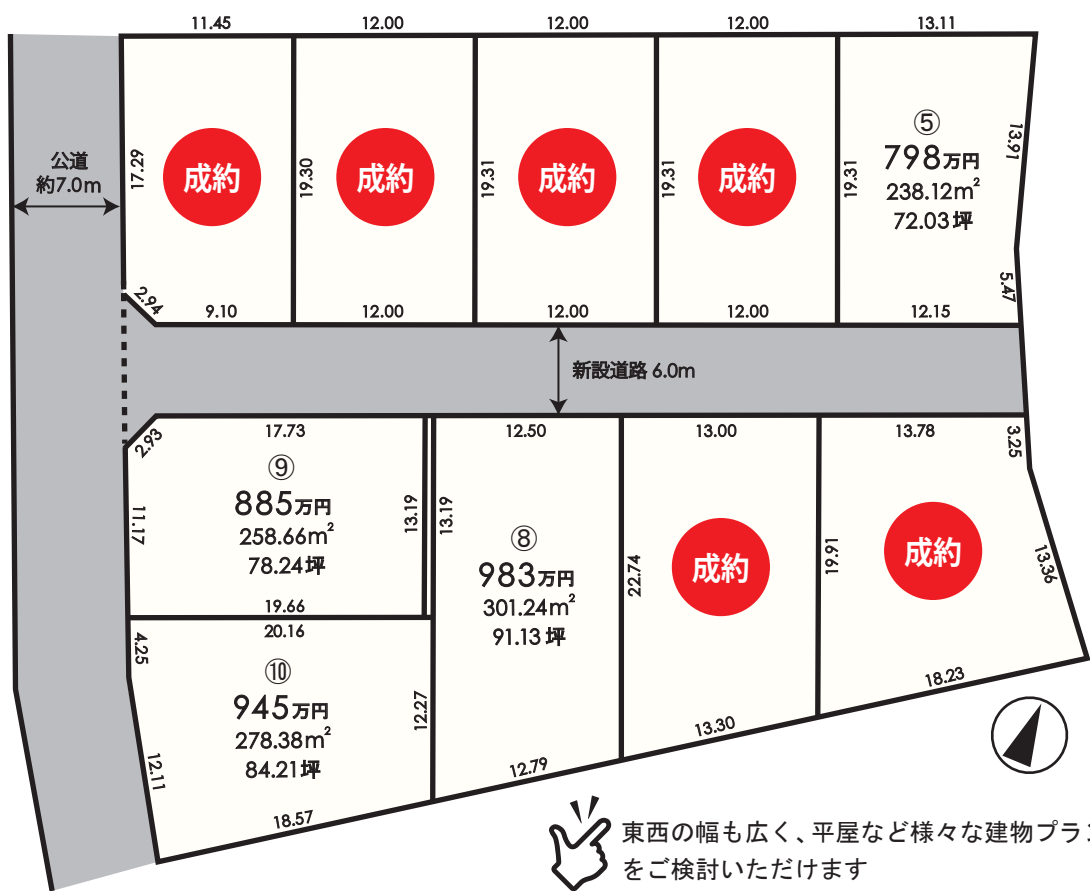 11.45
12.00
12.00
12.00
13.11
公道
約7.0m
17.29
成約
19.30
成約
19.31
成約
19.31
成約
19.31
⑤
798万円
238.12m²
72.03坪
13.91
5.47
2.94
9.10
12.00
12.00
12.00
12.15
新設道路 6.0m
2.93
17.73
12.50
13.00
13.78
3.25
11.17
⑨
885万円
258.66m²
78.24坪
13.19
13.19
19.66
⑧
983万円
301.24m²
91.13坪
22.74
成約
19.91
成約
13.36
4.25
20.16
⑩
945万円
278.38m²
84.21坪
12.27
12.11
18.57
12.79
13.30
18.23
東西の幅も広く、平屋など様々な建物プラン
をご検討いただけます